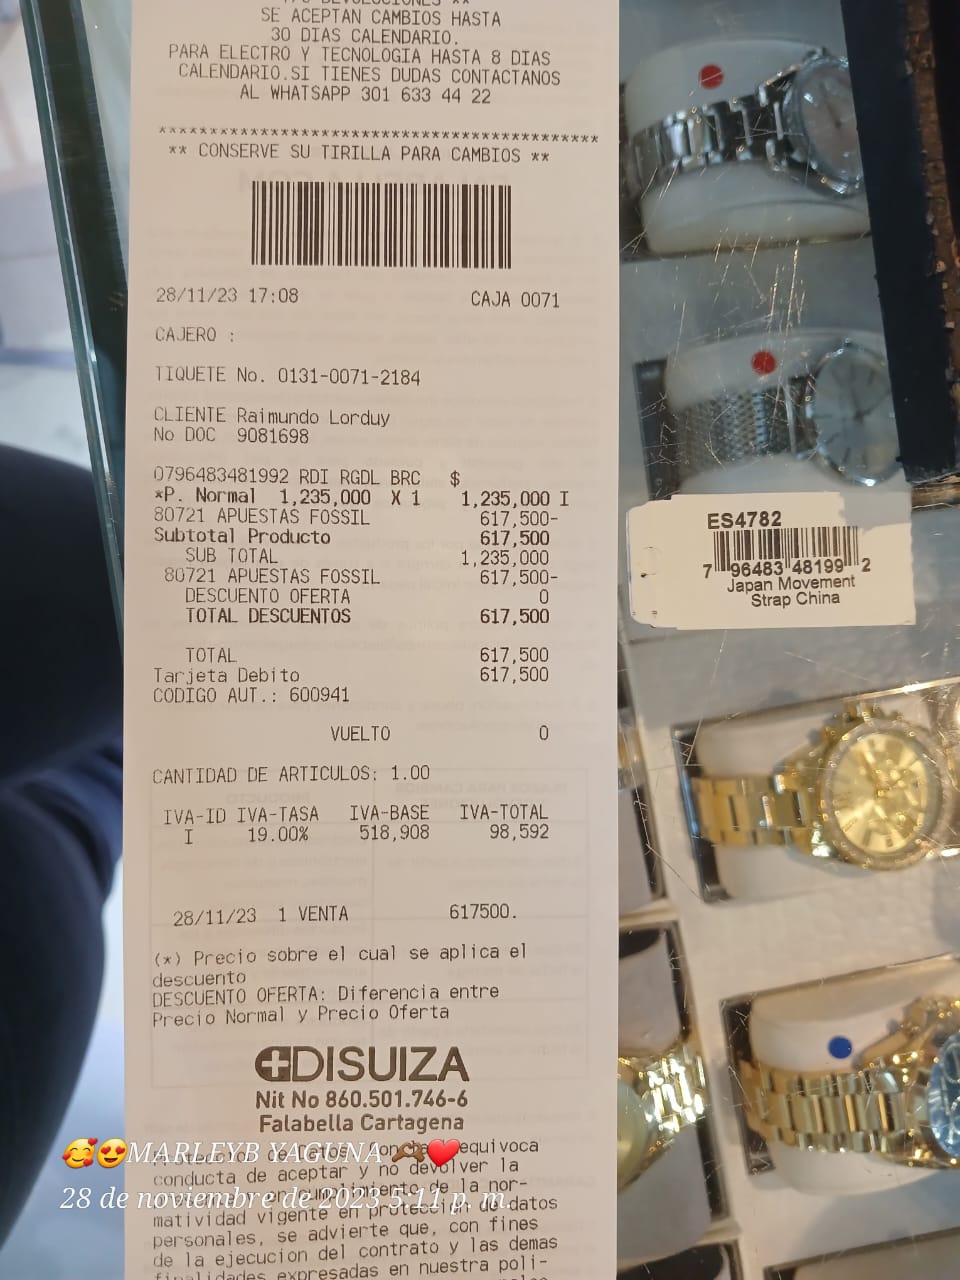 SE ACEPTAN CAMBIOS HASTA
30 DIAS CALENDARIO.
PARA ELECTRO Y TECNOLOGIA HASTA 8 DIAS
CALENDARIO.SI TIENES DUDAS CONTACTANOS
AL WHATSAPP 301 633 44 22
*******************************************
** CONSERVE SU TIRILLA PARA CAMBIOS **
28/11/23 17:08 CAJA 0071
CAJERO :
TIQUETE No. 0131-0071-2184
CLIENTE Raimundo Lorduy
No DOC 9081698
0796483481992 RDI RGDL BRC $
*P. Normal 1,235,000 X 1 1,235,000 I
80721 APUESTAS FOSSIL 617,500-
Subtotal Producto 617,500
SUB TOTAL 1,235,000
80721 APUESTAS FOSSIL 617,500-
DESCUENTO OFERTA 0
TOTAL DESCUENTOS 617,500
TOTAL 617,500
Tarjeta Debito 617,500
CODIGO AUT.: 600941
VUELTO 0
CANTIDAD DE ARTICULOS: 1.00
IVA-ID IVA-TASA IVA-BASE IVA-TOTAL
I 19.00% 518,908 98,592
28/11/23 1 VENTA 617500.
(*) Precio sobre el cual se aplica el
descuento
DESCUENTO OFERTA: Diferencia entre
Precio Normal y Precio Oferta
DISUIZA
Nit No 860.501.746-6
Falabella Cartagena
equivoca
conducta de aceptar y no devolver la
de la nor-
matividad vigente en protección de datos
personales, se advierte que, con fines
de la ejecucion del contrato y las demas
finalidades expresadas en nuestra poli-
ES4782
7 96483 48199 2
Japan Movement
Strap China
🥰😍MARLEYB YAGUNA 🫶🏾❤️
28 de noviembre de 2023 5:11 p. m.